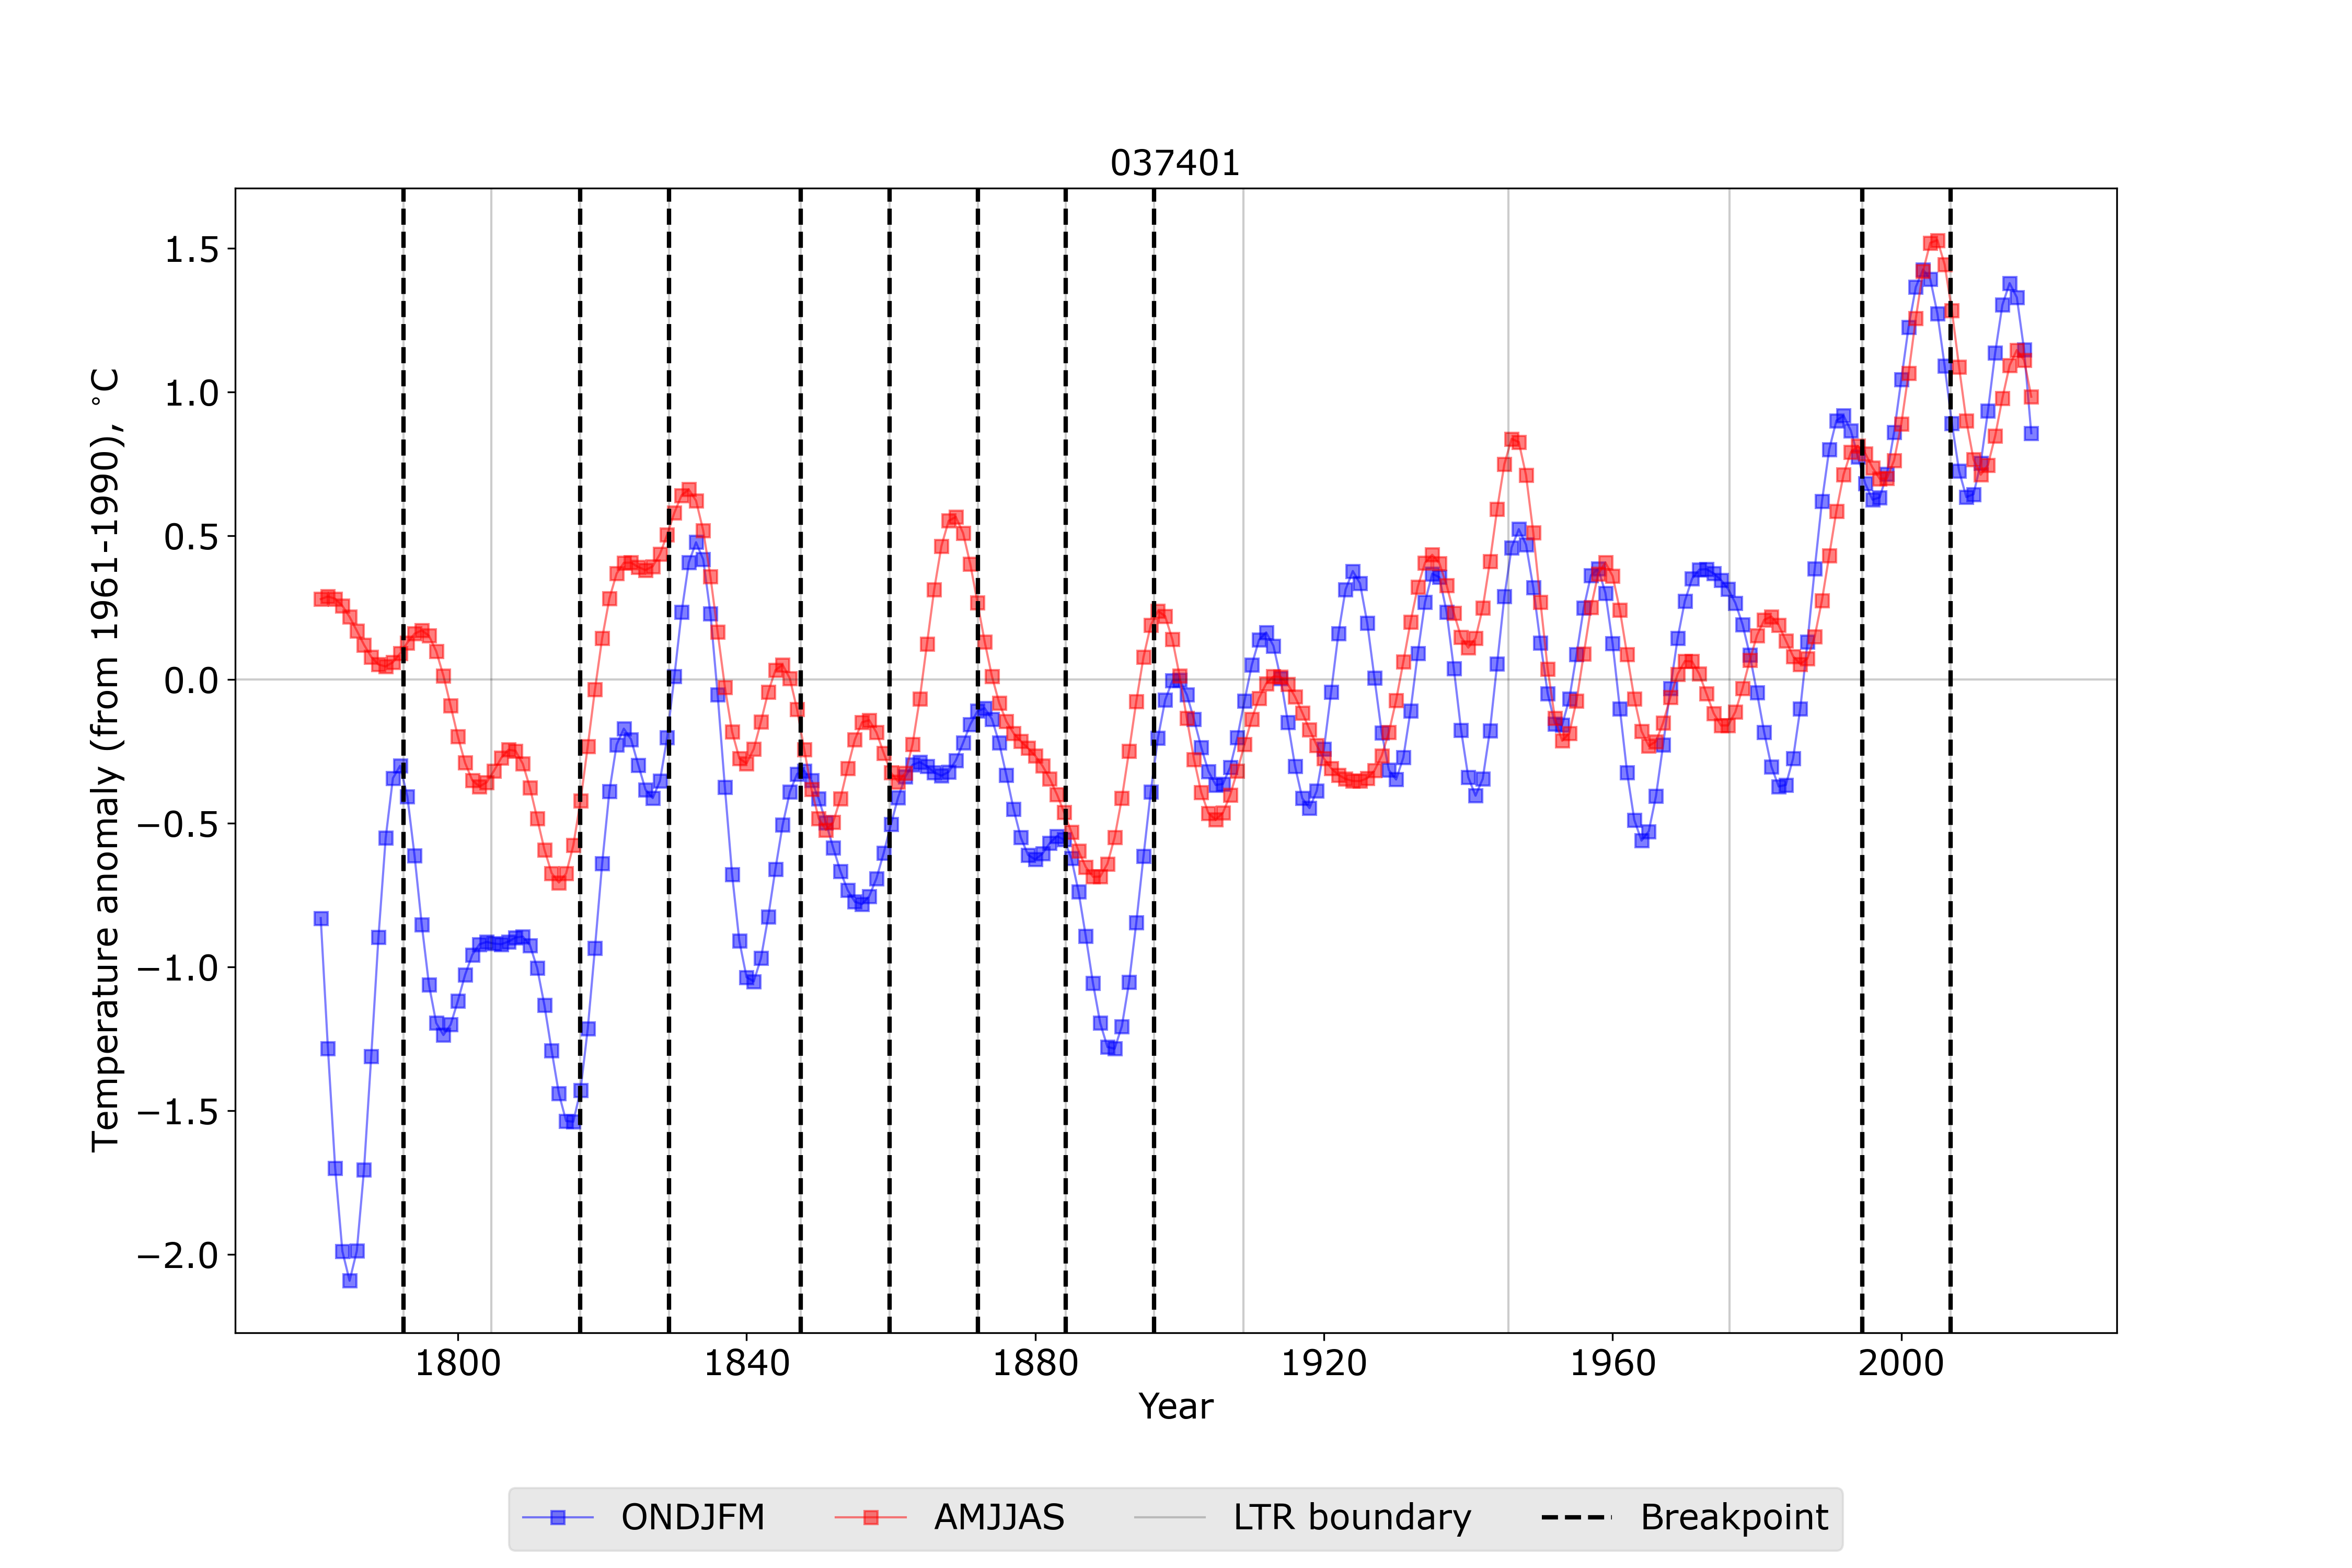 037401
Temperature anomaly (from 1961-1990), °C
1.5
1.0
0.5
0.0
−0.5
−1.0
−1.5
−2.0
1800 1840 1880 1920 1960 2000
Year
ONDJFM AMJJAS LTR boundary Breakpoint